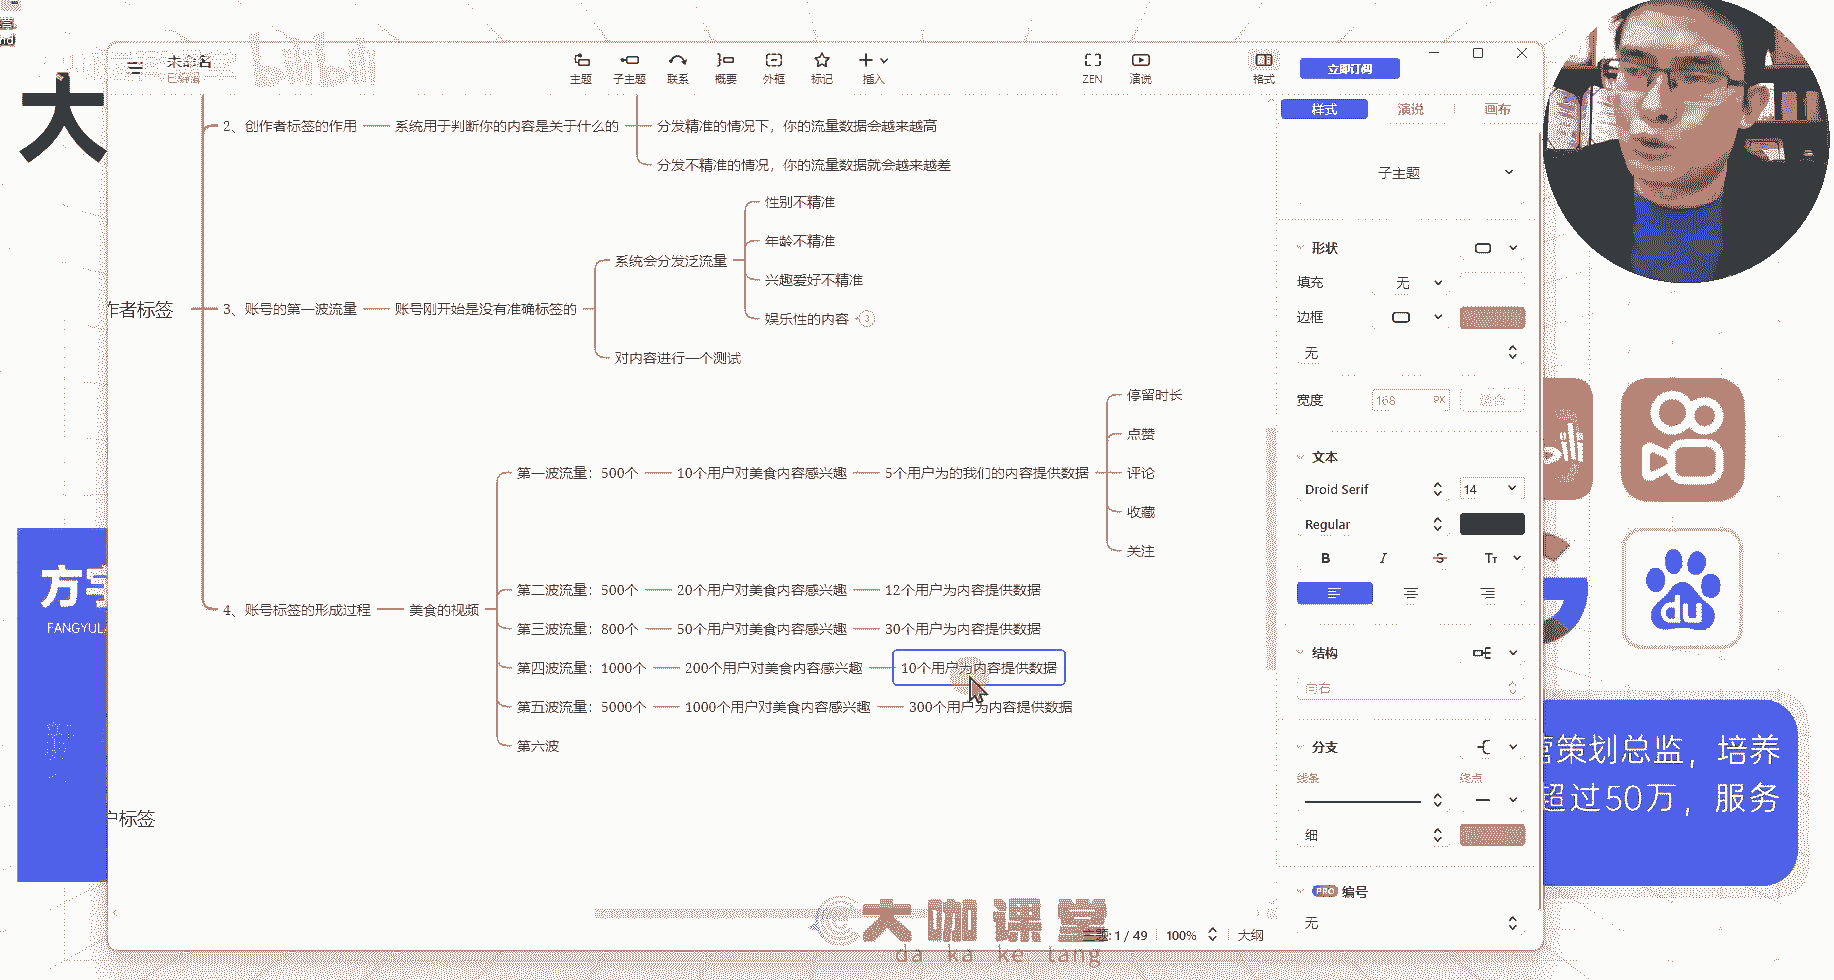 未命名
已编辑
bilibili
主题
子主题
联系
概要
外框
标记
插入
ZEN
演说
格式
立即订阅
大
样式
演说
画布
2、创作者标签的作用
系统用于判断你的内容是关于什么的
分发精准的情况下，你的流量数据会越来越高
分发不精准的情况，你的流量数据就会越来越差
子主题
性别不精准
年龄不精准
系统会分发泛流量
兴趣爱好不精准
娱乐性的内容
3
作者标签
3、账号的第一波流量
账号刚开始是没有准确标签的
对内容进行一个测试
形状
填充
无
边框
无
宽度
168
PX
停留时长
点赞
第一波流量：500个
10个用户对美食内容感兴趣
5个用户为的我们的内容提供数据
评论
收藏
关注
文本
Droid Serif
14
Regular
B
I
S
TT
第二波流量：500个
20个用户对美食内容感兴趣
12个用户为内容提供数据
4、账号标签的形成过程
美食的视频
第三波流量：800个
50个用户对美食内容感兴趣
30个用户为内容提供数据
第四波流量：1000个
200个用户对美食内容感兴趣
10个用户为内容提供数据
第五波流量：5000个
1000个用户对美食内容感兴趣
300个用户为内容提供数据
第六波
户标签
结构
向右
分支
线条
终点
细
PRO
编号
无
方宇
FANGYUL
du
营策划总监，培养
超过50万，服务
大咖课堂
da ka ke tang
主题: 1 / 49
100%
大纲